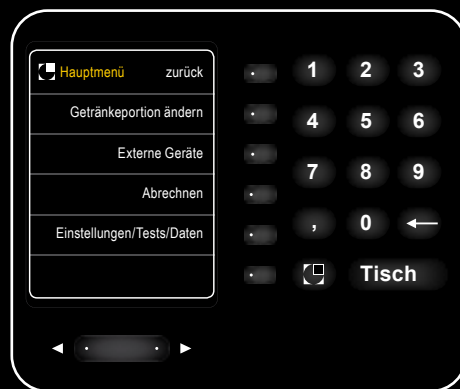 Hauptmenü zurück
Getränkeportion ändern
Externe Geräte
Abrechnen
Einstellungen/Tests/Daten
1 2 3
4 5 6
7 8 9
, 0 ←
Tisch